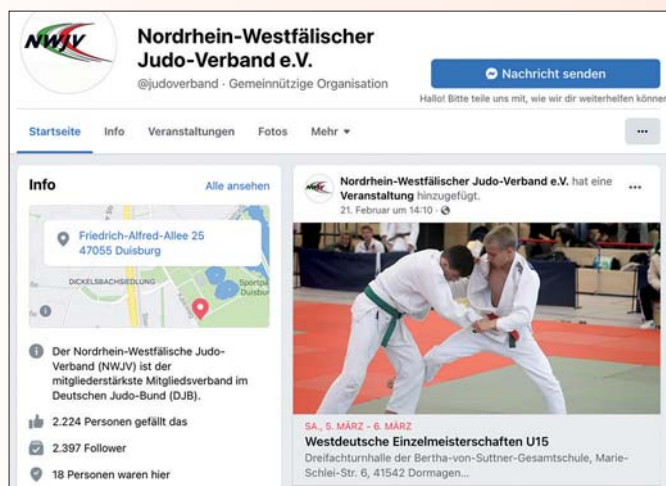 NWJV
Nordrhein-Westfälischer
Judo-Verband e.V.
@judoverband · Gemeinnützige Organisation
Nachricht senden
Hallo! Bitte teile uns mit, wie wir dir weiterhelfen können
Startseite Info Veranstaltungen Fotos Mehr
Info Alle ansehen
Friedrich-Alfred-Allee 25
47055 Duisburg
DICKELSBACHSIEDLUNG
Sportpa
Duisbur
Der Nordrhein-Westfälische Judo-
Verband (NWJV) ist der
mitgliederstärkste Mitgliedsverband im
Deutschen Judo-Bund (DJB).
2.224 Personen gefällt das
2.397 Follower
18 Personen waren hier
Nordrhein-Westfälischer Judo-Verband e.V. hat eine
Veranstaltung hinzugefügt.
21. Februar um 14:10 ·
SA., 5. MÄRZ - 6. MÄRZ
Westdeutsche Einzelmeisterschaften U15
Dreifachturnhalle der Bertha-von-Suttner-Gesamtschule, Marie-
Schlei-Str. 6, 41542 Dormagen...